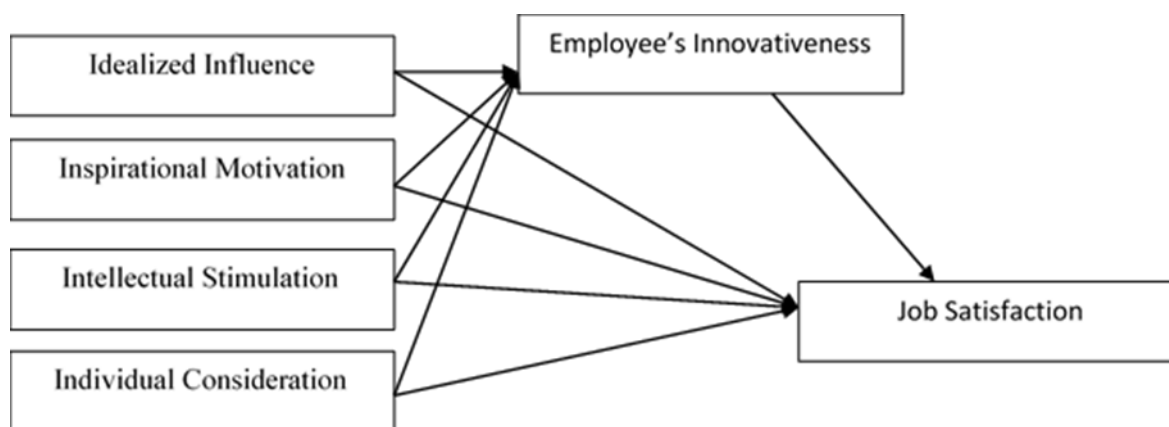 Idealized Influence
Inspirational Motivation
Intellectual Stimulation
Individual Consideration
Employee’s Innovativeness
Job Satisfaction